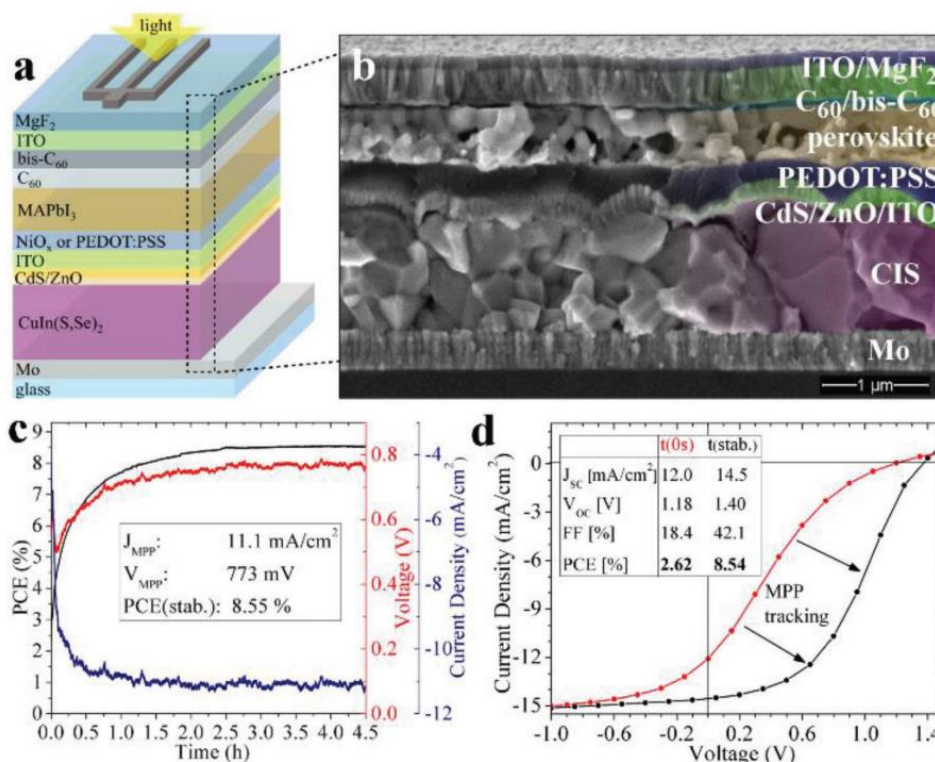 a
light
MgF₂
ITO
bis-C₆₀
C₆₀
MAPbI₃
NiOₓ or PEDOT:PSS
ITO
CdS/ZnO
CuIn(S,Se)₂
Mo
glass
b
ITO/MgF₂
C₆₀/bis-C₆₀
perovskite
PEDOT:PSS
CdS/ZnO/ITO
CIS
Mo
1 µm
c
PCE (%)
9
8
7
6
5
4
3
2
1
0
0.0 0.5 1.0 1.5 2.0 2.5 3.0 3.5 4.0 4.5
Time (h)
J_MPP: 11.1 mA/cm²
V_MPP: 773 mV
PCE(stab.): 8.55 %
0.8
0.6
0.4
0.2
0.0
Voltage (V)
-4
-6
-8
-10
-12
Current Density (mA/cm²)
d
t(0s) t(stab.)
J_SC [mA/cm²] 12.0 14.5
V_OC [V] 1.18 1.40
FF [%] 18.4 42.1
PCE [%] 2.62 8.54
MPP
tracking
Current Density (mA/cm²)
0
-3
-6
-9
-12
-15
-1.0 -0.6 -0.2 0.2 0.6 1.0 1.4
Voltage (V)